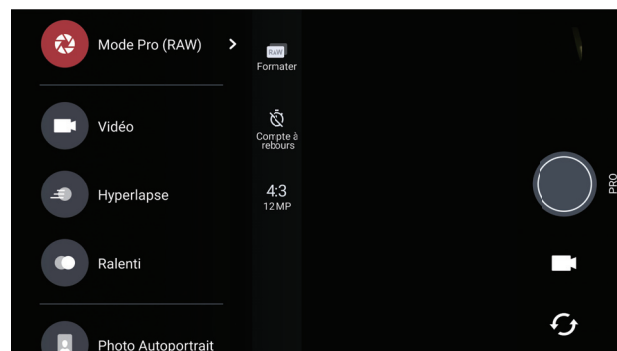 Mode Pro (RAW)
Vidéo
Hyperlapse
Ralenti
Photo Autoportrait
RAW
Formater
Compte à
rebours
4:3
12MP
PRO